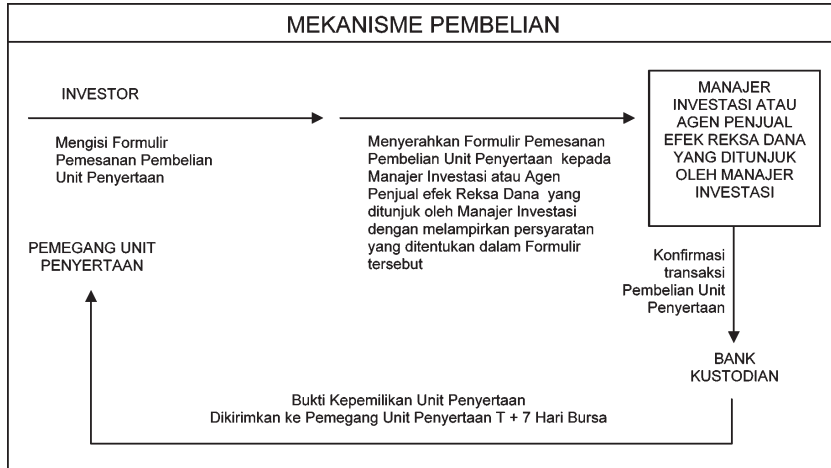 MEKANISME PEMBELIAN
INVESTOR
Mengisi Formulir
Pemesanan Pembelian
Unit Penyertaan
Menyerahkan Formulir Pemesanan
Pembelian Unit Penyertaan kepada
Manajer Investasi atau Agen
Penjual efek Reksa Dana yang
ditunjuk oleh Manajer Investasi
dengan melampirkan persyaratan
yang ditentukan dalam Formulir
tersebut
MANAJER
INVESTASI ATAU
AGEN PENJUAL
EFEK REKSA DANA
YANG DITUNJUK
OLEH MANAJER
INVESTASI
Konfirmasi
transaksi
Pembelian Unit
Penyertaan
BANK
KUSTODIAN
Bukti Kepemilikan Unit Penyertaan
Dikirimkan ke Pemegang Unit Penyertaan T + 7 Hari Bursa
PEMEGANG UNIT
PENYERTAAN